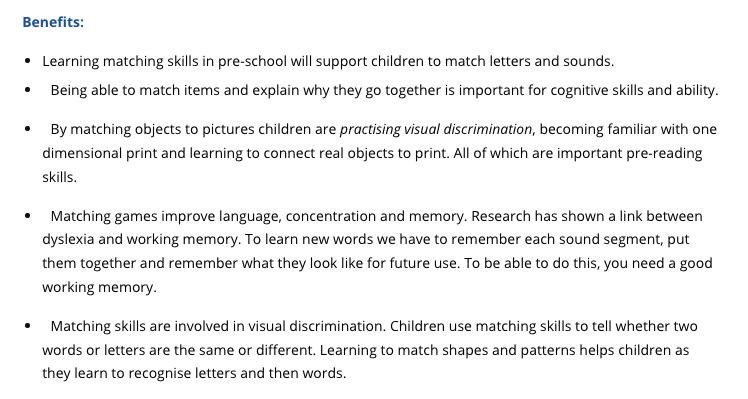 Benefits:
• Learning matching skills in pre-school will support children to match letters and sounds.
• Being able to match items and explain why they go together is important for cognitive skills and ability.
• By matching objects to pictures children are practising visual discrimination, becoming familiar with one
dimensional print and learning to connect real objects to print. All of which are important pre-reading
skills.
• Matching games improve language, concentration and memory. Research has shown a link between
dyslexia and working memory. To learn new words we have to remember each sound segment, put
them together and remember what they look like for future use. To be able to do this, you need a good
working memory.
• Matching skills are involved in visual discrimination. Children use matching skills to tell whether two
words or letters are the same or different. Learning to match shapes and patterns helps children as
they learn to recognise letters and then words.